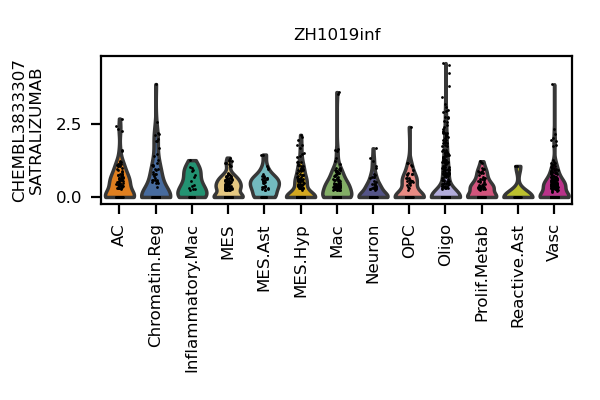 ZH1019inf
CHEMBL3833307
SATRALIZUMAB
2.5
0.0
AC
Chromatin.Reg
Inflammatory.Mac
MES
MES.Ast
MES.Hyp
Mac
Neuron
OPC
Oligo
Prolif.Metab
Reactive.Ast
Vasc